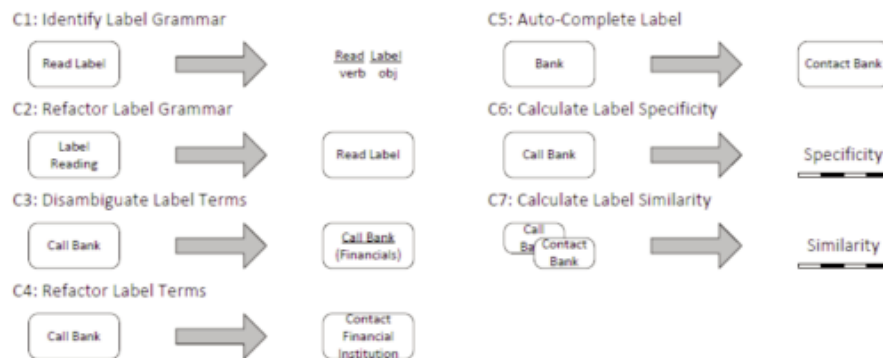 C1: Identify Label Grammar
Read Label
Read Label
verb obj
C2: Refactor Label Grammar
Label
Reading
Read Label
C3: Disambiguate Label Terms
Call Bank
Call Bank
(Financials)
C4: Refactor Label Terms
Call Bank
Contact
Financial
Institution
C5: Auto-Complete Label
Bank
Contact Bank
C6: Calculate Label Specificity
Call Bank
Specificity
C7: Calculate Label Similarity
Call
Ba
Contact
Bank
Similarity